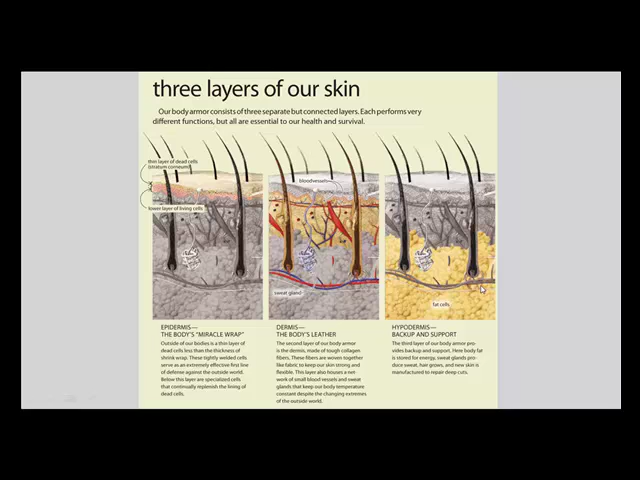 three layers of our skin
Our body armor consists of three separate but connected layers. Each performs very
different functions, but all are essential to our health and survival.
thin layer of dead cells
(stratum corneum)
lower layer of living cells
bloodvessels
sweat gland
fat cells
EPIDERMIS—
THE BODY'S “MIRACLE WRAP”
Outside of our bodies is a thin layer of
dead cells less than the thickness of
shrink wrap. These tightly welded cells
serve as an extremely effective first line
of defense against the outside world.
Below this layer are specialized cells
that continually replenish the lining of
dead cells.
DERMIS—
THE BODY'S LEATHER
The second layer of our body armor
is the dermis, made of tough collagen
fibers. These fibers are woven together
like fabric to keep our skin strong and
flexible. This layer also houses a net-
work of small blood vessels and sweat
glands that keep our body temperature
constant despite the changing extremes
of the outside world.
HYPODERMIS—
BACKUP AND SUPPORT
The third layer of our body armor pro-
vides backup and support. Here body fat
is stored for energy, sweat glands pro-
duce sweat, hair grows, and new skin is
manufactured to repair deep cuts.